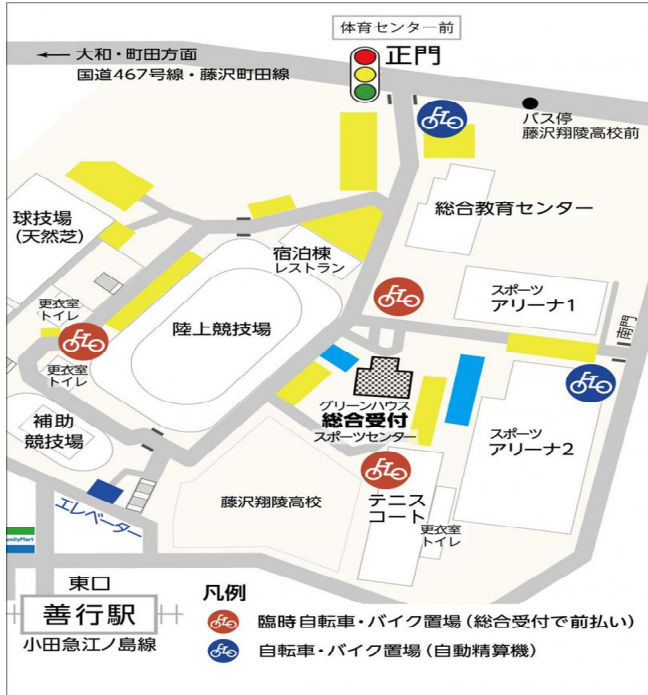 体育センター前
正門
← 大和・町田方面
国道467号線・藤沢町田線
バス停
藤沢翔陵高校前
総合教育センター
球技場
(天然芝)
宿泊棟
レストラン
スポーツ
アリーナ1
更衣室
トイレ
陸上競技場
南門
更衣室
トイレ
グリーンハウス
総合受付
スポーツセンター
補助
競技場
スポーツ
アリーナ2
藤沢翔陵高校
テニス
コート
更衣室
トイレ
エレベーター
FamilyMart
東口
善行駅
小田急江ノ島線
凡例
臨時自転車・バイク置場(総合受付で前払い)
自転車・バイク置場(自動精算機)